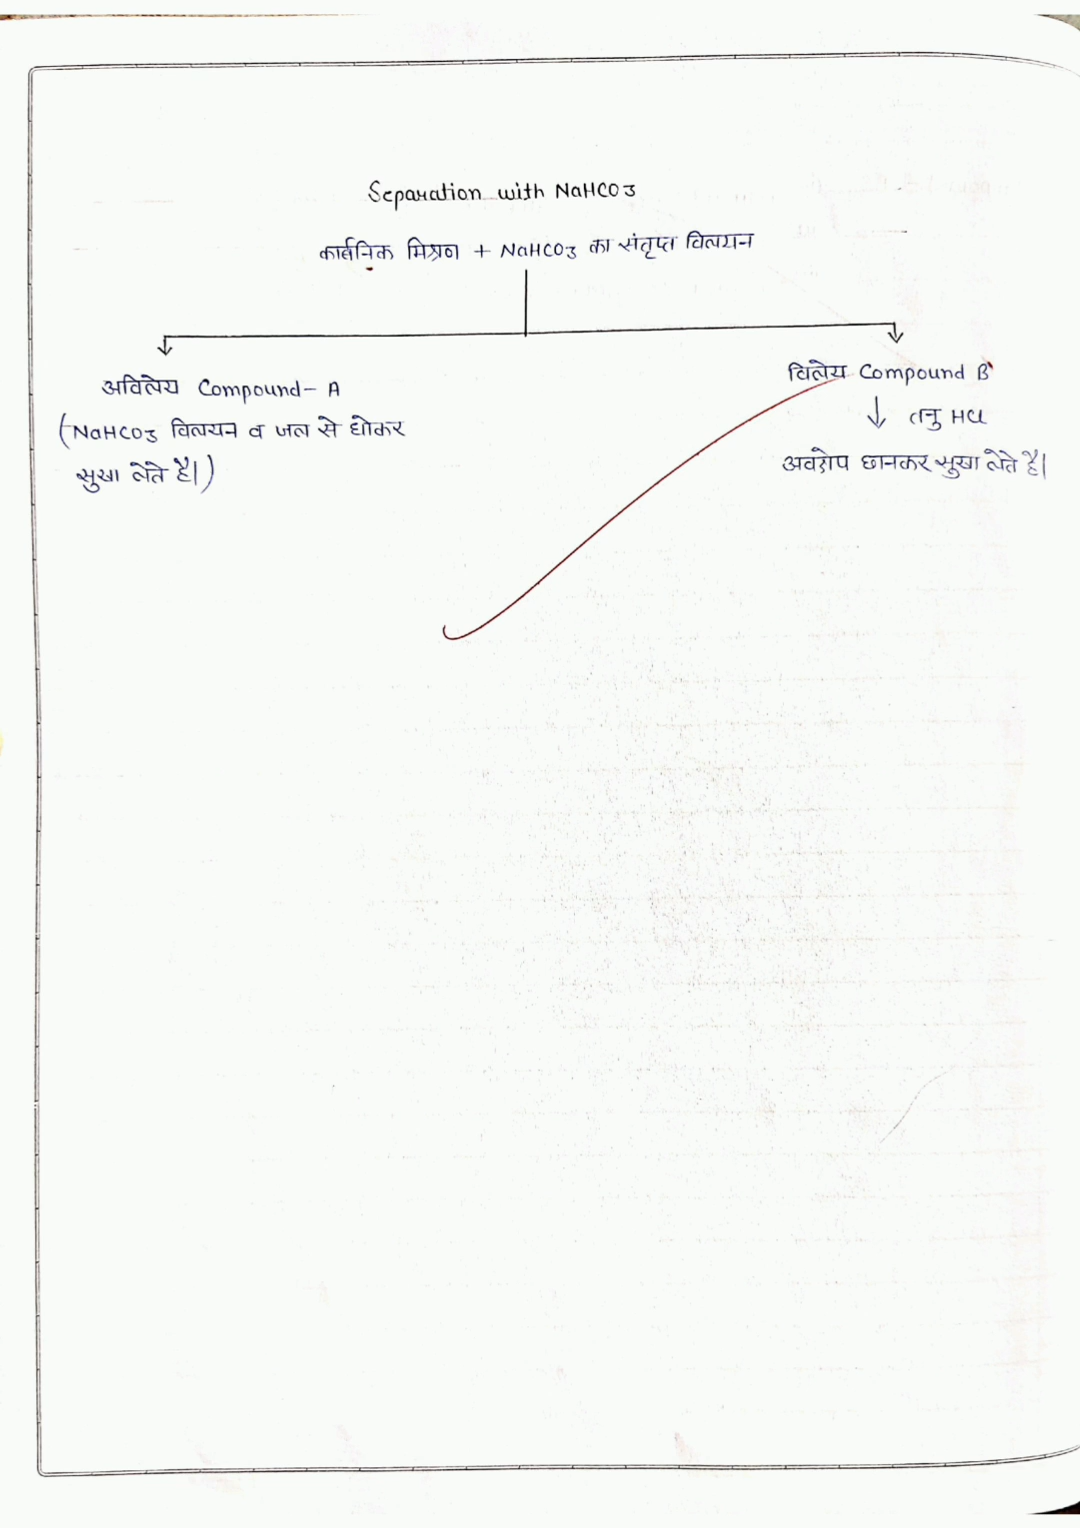 Separation with NaHCO3
कार्बनिक मिश्रण + NaHCO3 का संतृप्त विलयन
अविलेय Compound- A
(NaHCO3 विलयन व जल से धोकर
सुखा लेते है।)
विलेय Compound B
↓ तनु HCl
अवक्षेप छानकर सुखा लेते है।